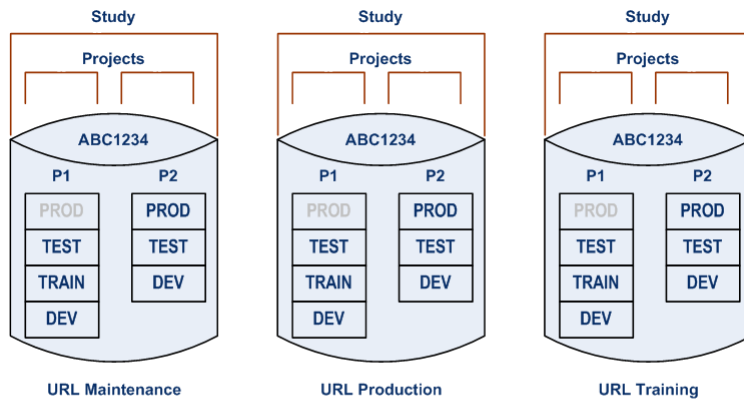 Study Study Study
Projects Projects Projects
ABC1234 ABC1234 ABC1234
P1 P2 P1 P2 P1 P2
PROD PROD PROD PROD PROD PROD
TEST TEST TEST TEST TEST TEST
TRAIN DEV TRAIN DEV TRAIN DEV
DEV DEV DEV
URL Maintenance URL Production URL Training